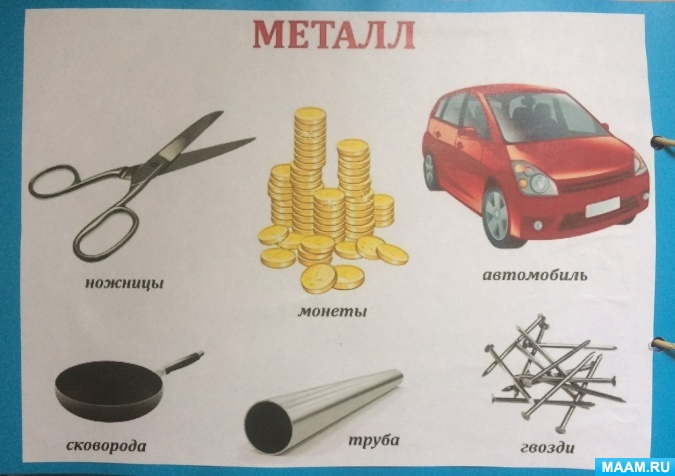 МЕТАЛЛ
ножницы
монеты
автомобиль
сковорода
труба
гвозди
MAAM.RU